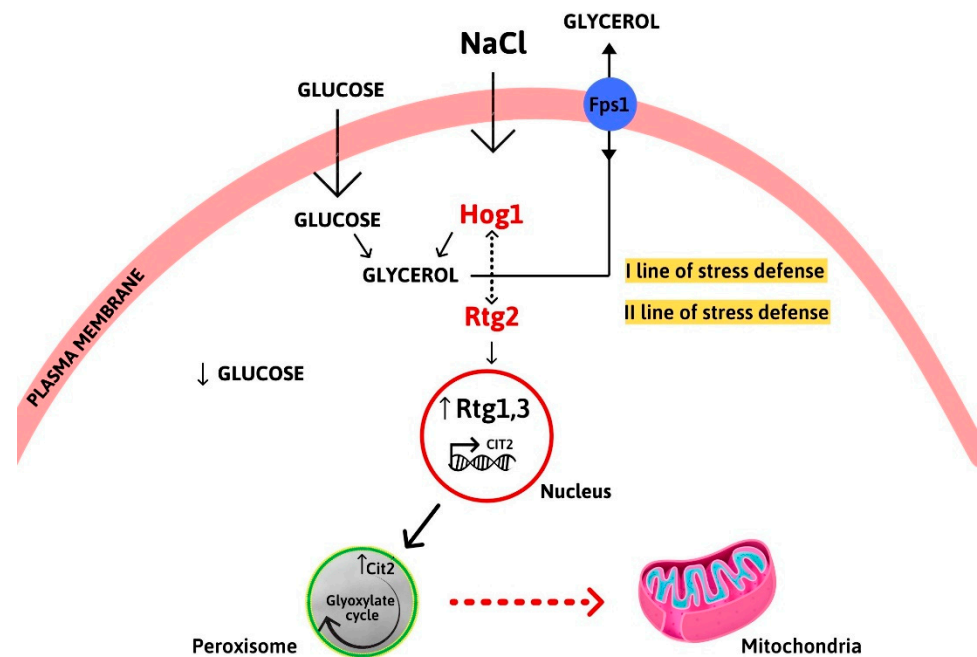 GLYCEROL
NaCl
GLUCOSE
Fps1
GLUCOSE
Hog1
GLYCEROL
I line of stress defense
Rtg2
II line of stress defense
PLASMA MEMBRANE
↓ GLUCOSE
↑ Rtg1,3
CIT2
Nucleus
↑Cit2
Glyoxylate
cycle
Peroxisome
Mitochondria